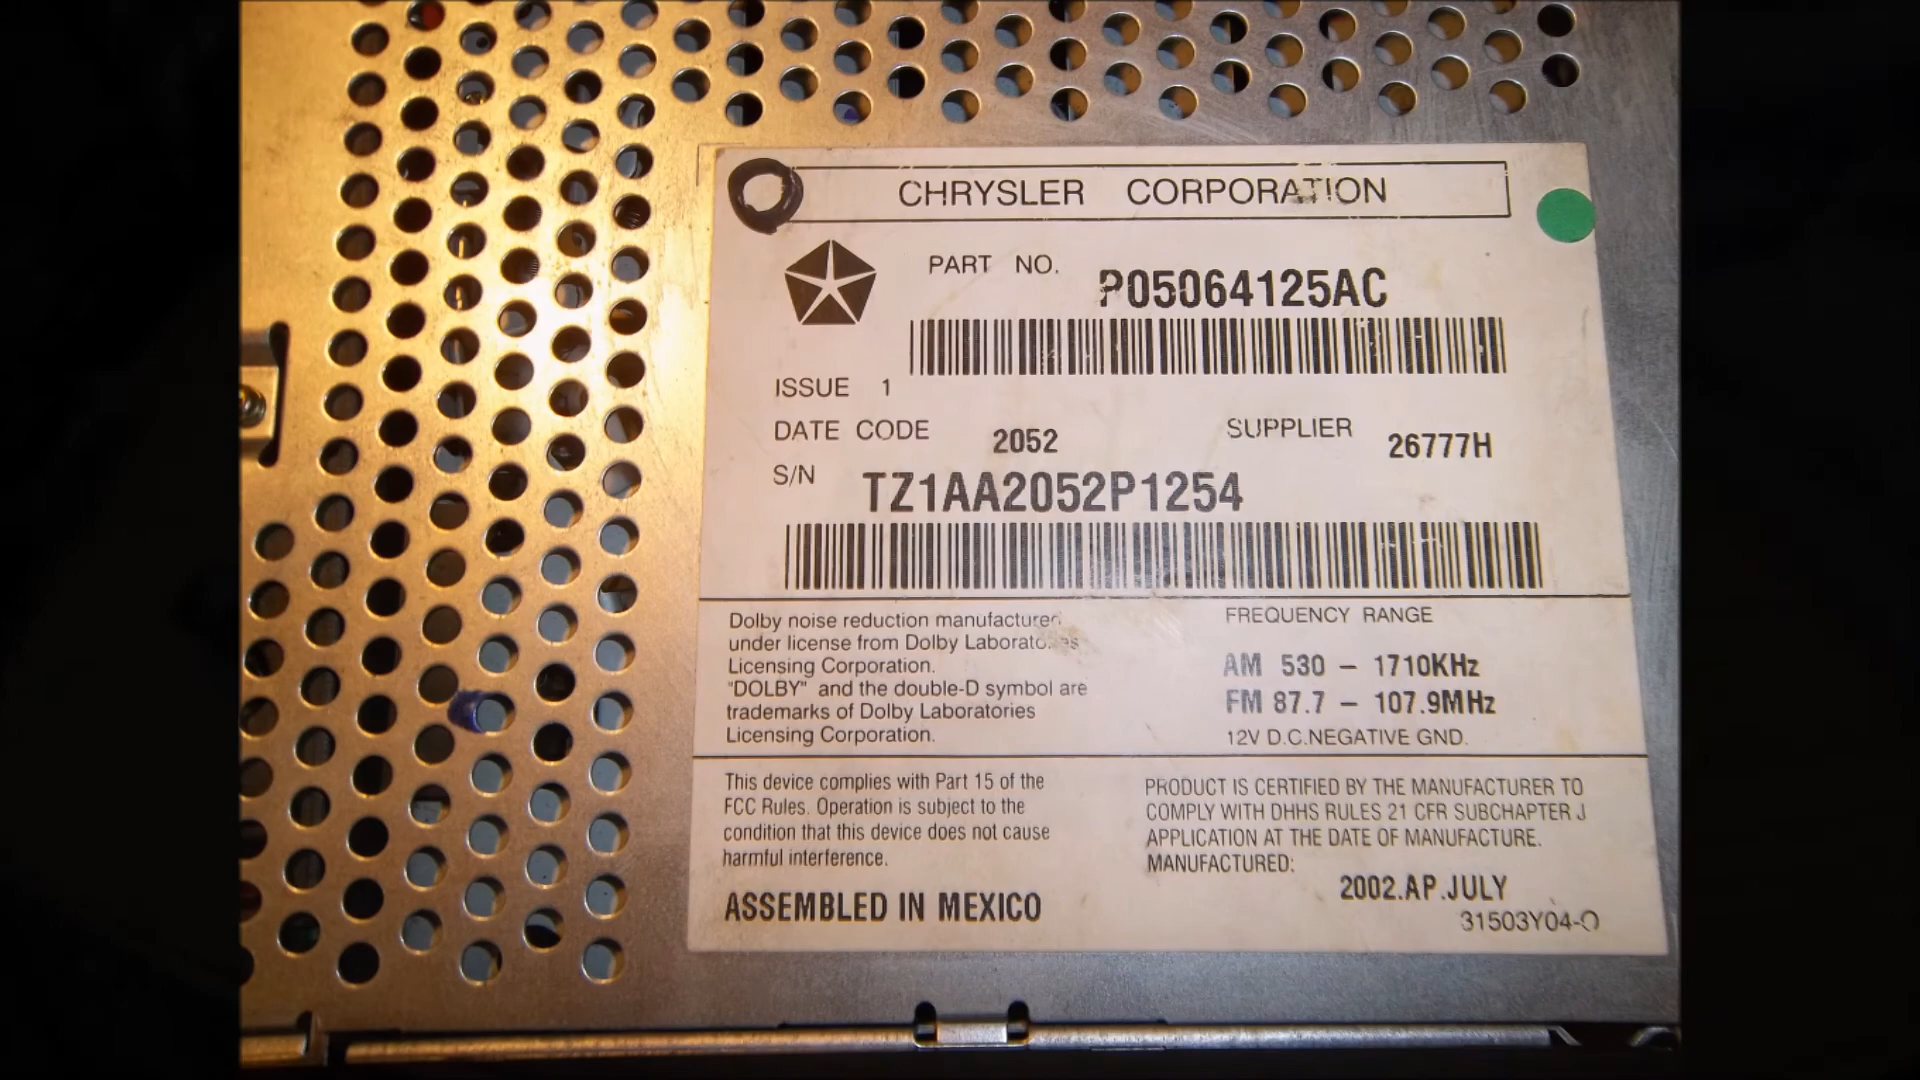 CHRYSLER CORPORATION
PART NO. P05064125AC
ISSUE 1
DATE CODE 2052 SUPPLIER 26777H
S/N TZ1AA2052P1254
Dolby noise reduction manufactured
under license from Dolby Laboratories
Licensing Corporation.
"DOLBY" and the double-D symbol are
trademarks of Dolby Laboratories
Licensing Corporation.
FREQUENCY RANGE
AM 530 – 1710KHz
FM 87.7 – 107.9MHz
12V D.C.NEGATIVE GND.
This device complies with Part 15 of the
FCC Rules. Operation is subject to the
condition that this device does not cause
harmful interference.
ASSEMBLED IN MEXICO
PRODUCT IS CERTIFIED BY THE MANUFACTURER TO
COMPLY WITH DHHS RULES 21 CFR SUBCHAPTER J
APPLICATION AT THE DATE OF MANUFACTURE.
MANUFACTURED:
2002.AP.JULY
31503Y04-O